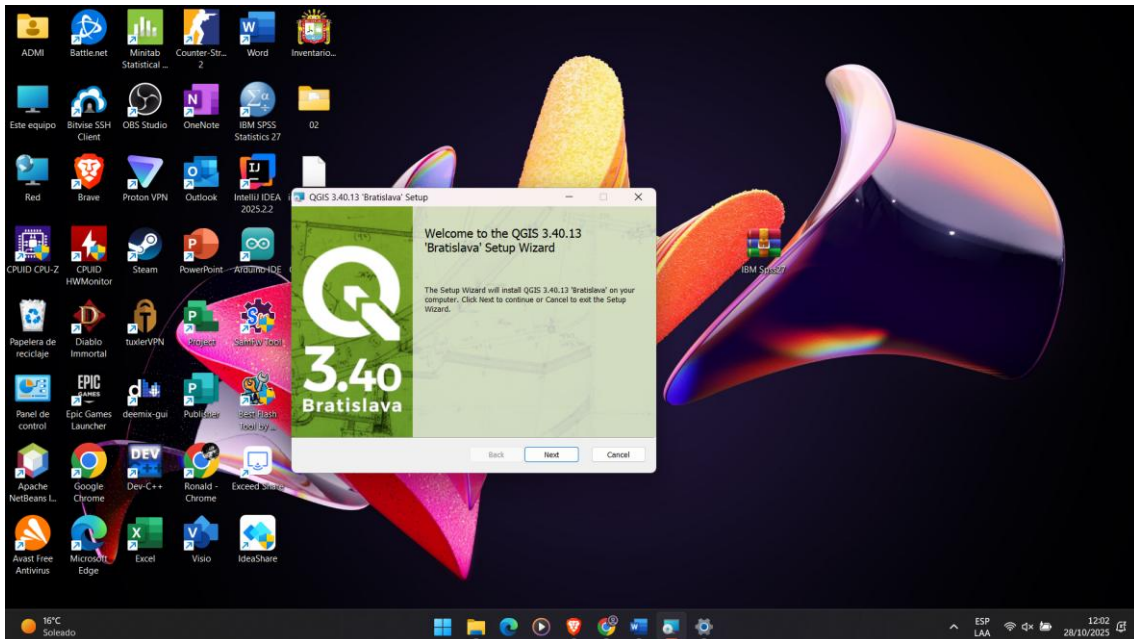 ADMI
Battle.net
Minitab
Statistical ...
Counter-Str...
2
Word
Inventario...
Este equipo
Bitvise SSH
Client
OBS Studio
OneNote
IBM SPSS
Statistics 27
02
Red
Brave
Proton VPN
Outlook
IntelliJ IDEA
2025.2.2
CPUID CPU-Z
CPUID
HWMonitor
Steam
PowerPoint
Arduino IDE
Papelera de
reciclaje
Diablo
Immortal
tuxlerVPN
Project
SamFw Tool
Panel de
control
Epic Games
Launcher
deemix-gui
Publisher
Best Flash
Tool by ...
Apache
NetBeans I...
Google
Chrome
Dev-C++
Ronald -
Chrome
Exceed Share
Avast Free
Antivirus
Microsoft
Edge
Excel
Visio
IdeaShare
QGIS 3.40.13 'Bratislava' Setup
Welcome to the QGIS 3.40.13
'Bratislava' Setup Wizard
The Setup Wizard will install QGIS 3.40.13 'Bratislava' on your
computer. Click Next to continue or Cancel to exit the Setup
Wizard.
3.40
Bratislava
Back
Next
Cancel
IBM Spss27
16°C
Soleado
ESP
LAA
12:02
28/10/2025